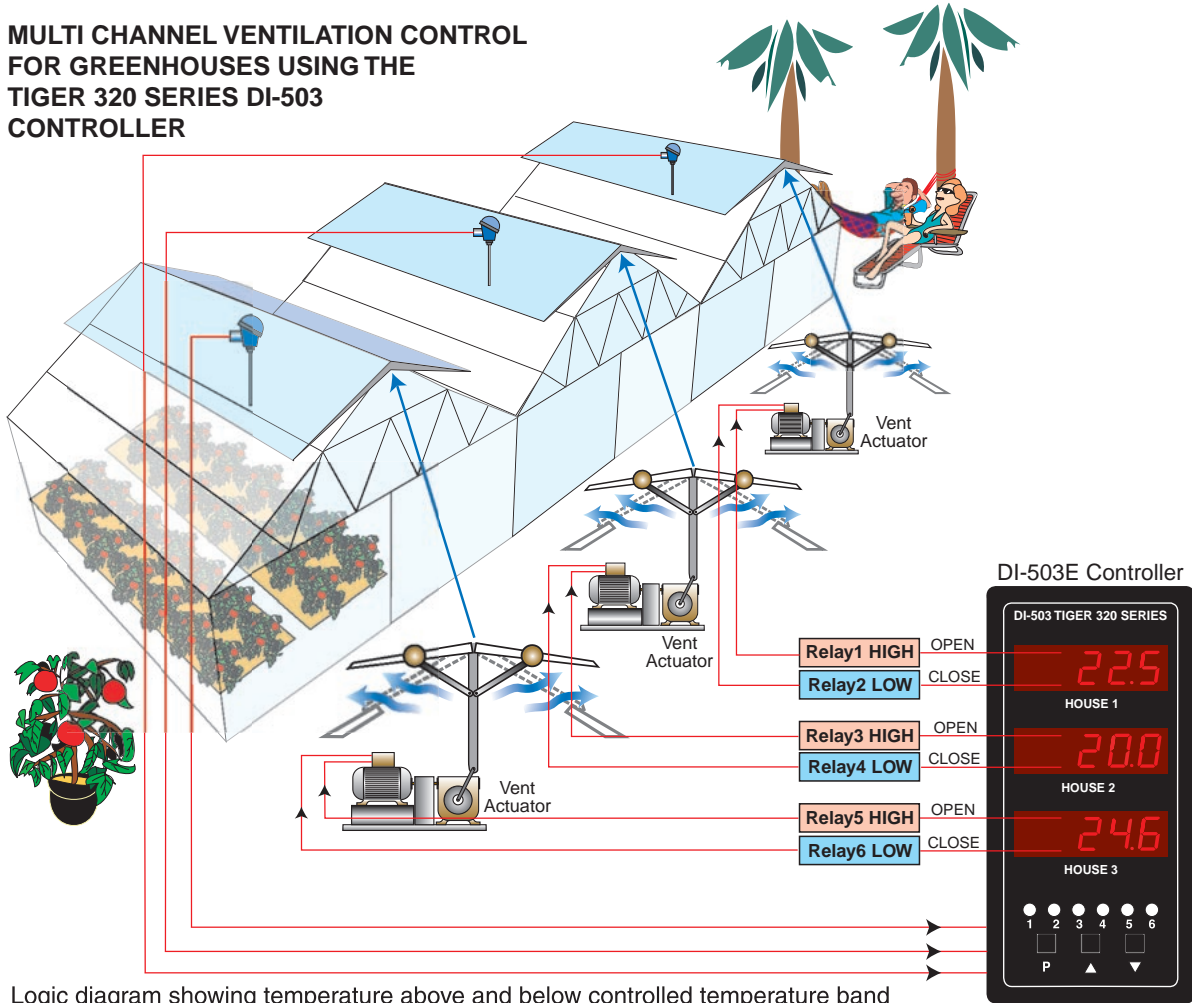 MULTI CHANNEL VENTILATION CONTROL
FOR GREENHOUSES USING THE
TIGER 320 SERIES DI-503
CONTROLLER
Vent
Actuator
Vent
Actuator
Vent
Actuator
DI-503E Controller
DI-503 TIGER 320 SERIES
Relay1 HIGH OPEN
22.5
Relay2 LOW CLOSE
HOUSE 1
Relay3 HIGH OPEN
20.0
Relay4 LOW CLOSE
HOUSE 2
Relay5 HIGH OPEN
24.6
Relay6 LOW CLOSE
HOUSE 3
1 2 3 4 5 6
P
Logic diagram showing temperature above and below controlled temperature band